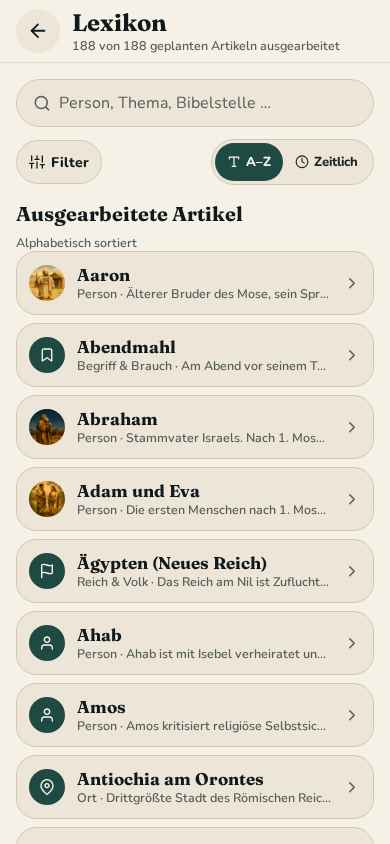 Lexikon
188 von 188 geplanten Artikeln ausgearbeitet
Person, Thema, Bibelstelle ...
Filter
A–Z
Zeitlich
Ausgearbeitete Artikel
Alphabetisch sortiert
Aaron
Person · Älterer Bruder des Mose, sein Spr...
Abendmahl
Begriff & Brauch · Am Abend vor seinem T...
Abraham
Person · Stammvater Israels. Nach 1. Mos...
Adam und Eva
Person · Die ersten Menschen nach 1. Mos...
Ägypten (Neues Reich)
Reich & Volk · Das Reich am Nil ist Zuflucht...
Ahab
Person · Ahab ist mit Isebel verheiratet un...
Amos
Person · Amos kritisiert religiöse Selbstsic...
Antiochia am Orontes
Ort · Drittgrößte Stadt des Römischen Reic...